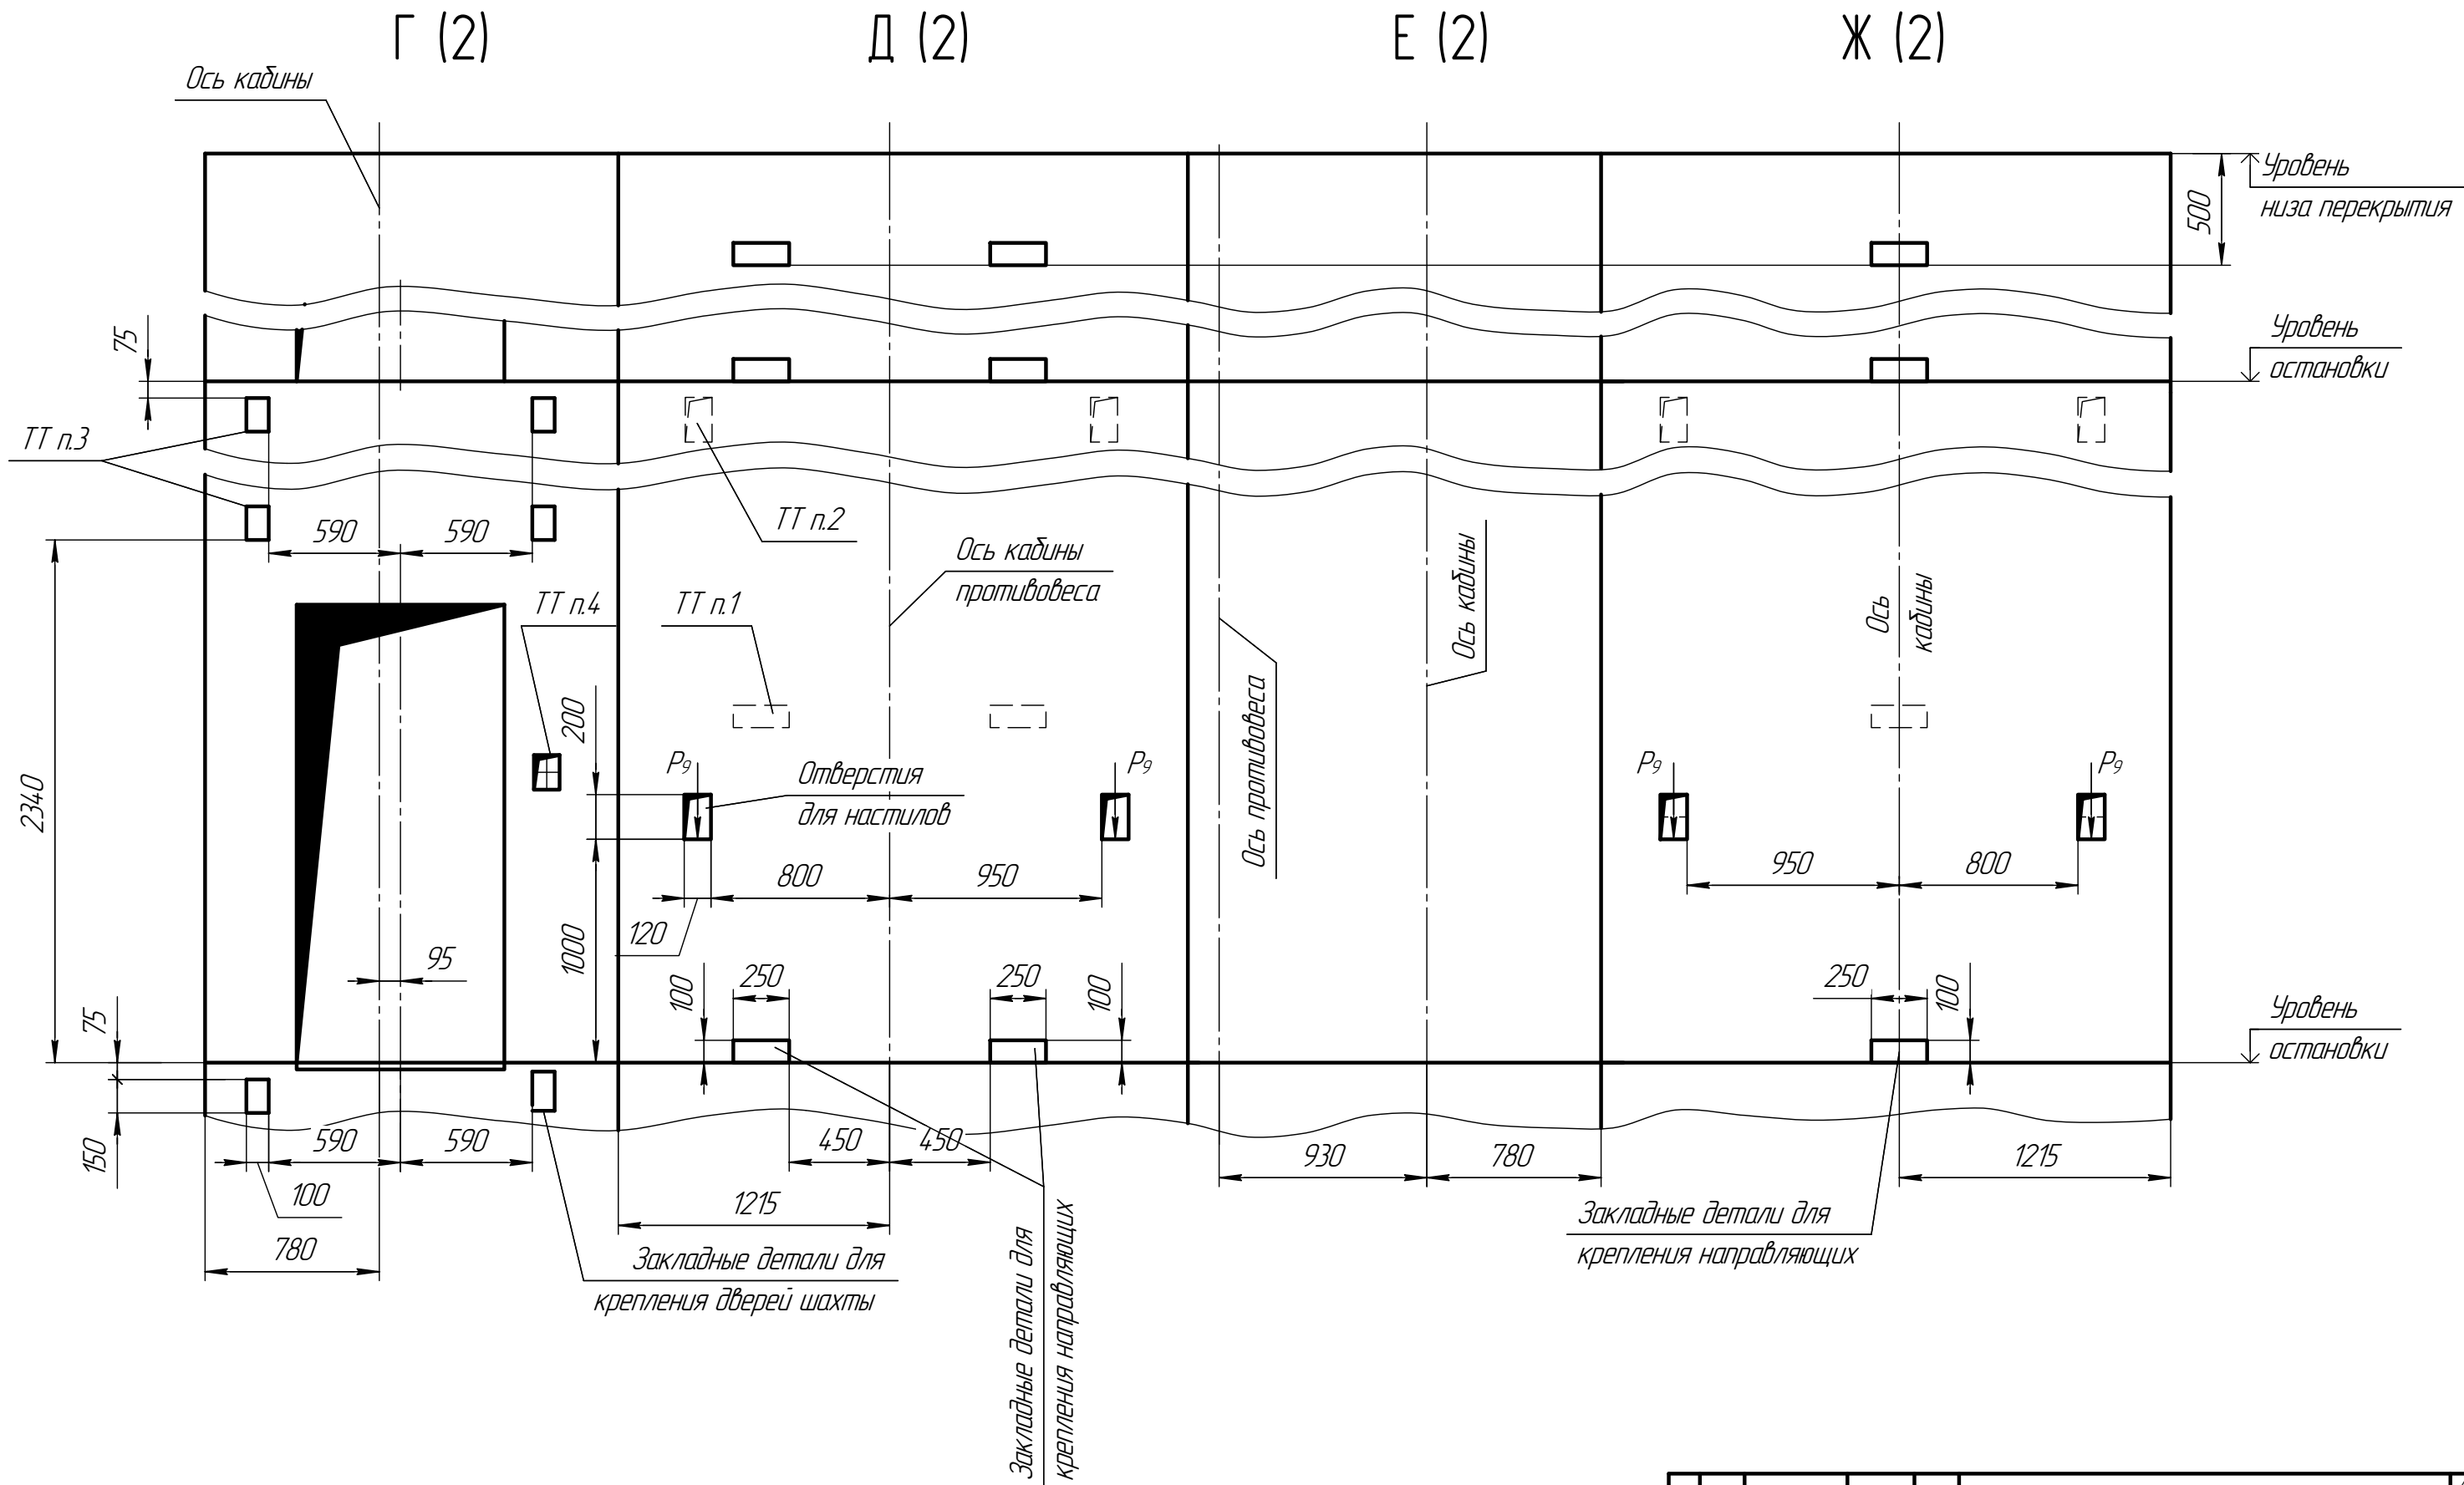 Г (2)
Д (2)
Е (2)
Ж (2)
Ось кабины
Уровень
низа перекрытия
500
75
Уровень
остановки
ТТ п.3
ТТ п.2
590
590
Ось кабины
противовеса
Ось кабины
Ось
кабины
ТТ п.4
ТТ п.1
2340
200
Р9
Отверстия
для настилов
Р9
Ось противовеса
Р9
Р9
800
950
950
800
120
1000
95
100
250
250
100
250
100
75
Уровень
остановки
150
590
590
450
450
930
780
1215
100
1215
780
Закладные детали для
крепления дверей шахты
Закладные детали для
крепления направляющих
Закладные детали для
крепления направляющих